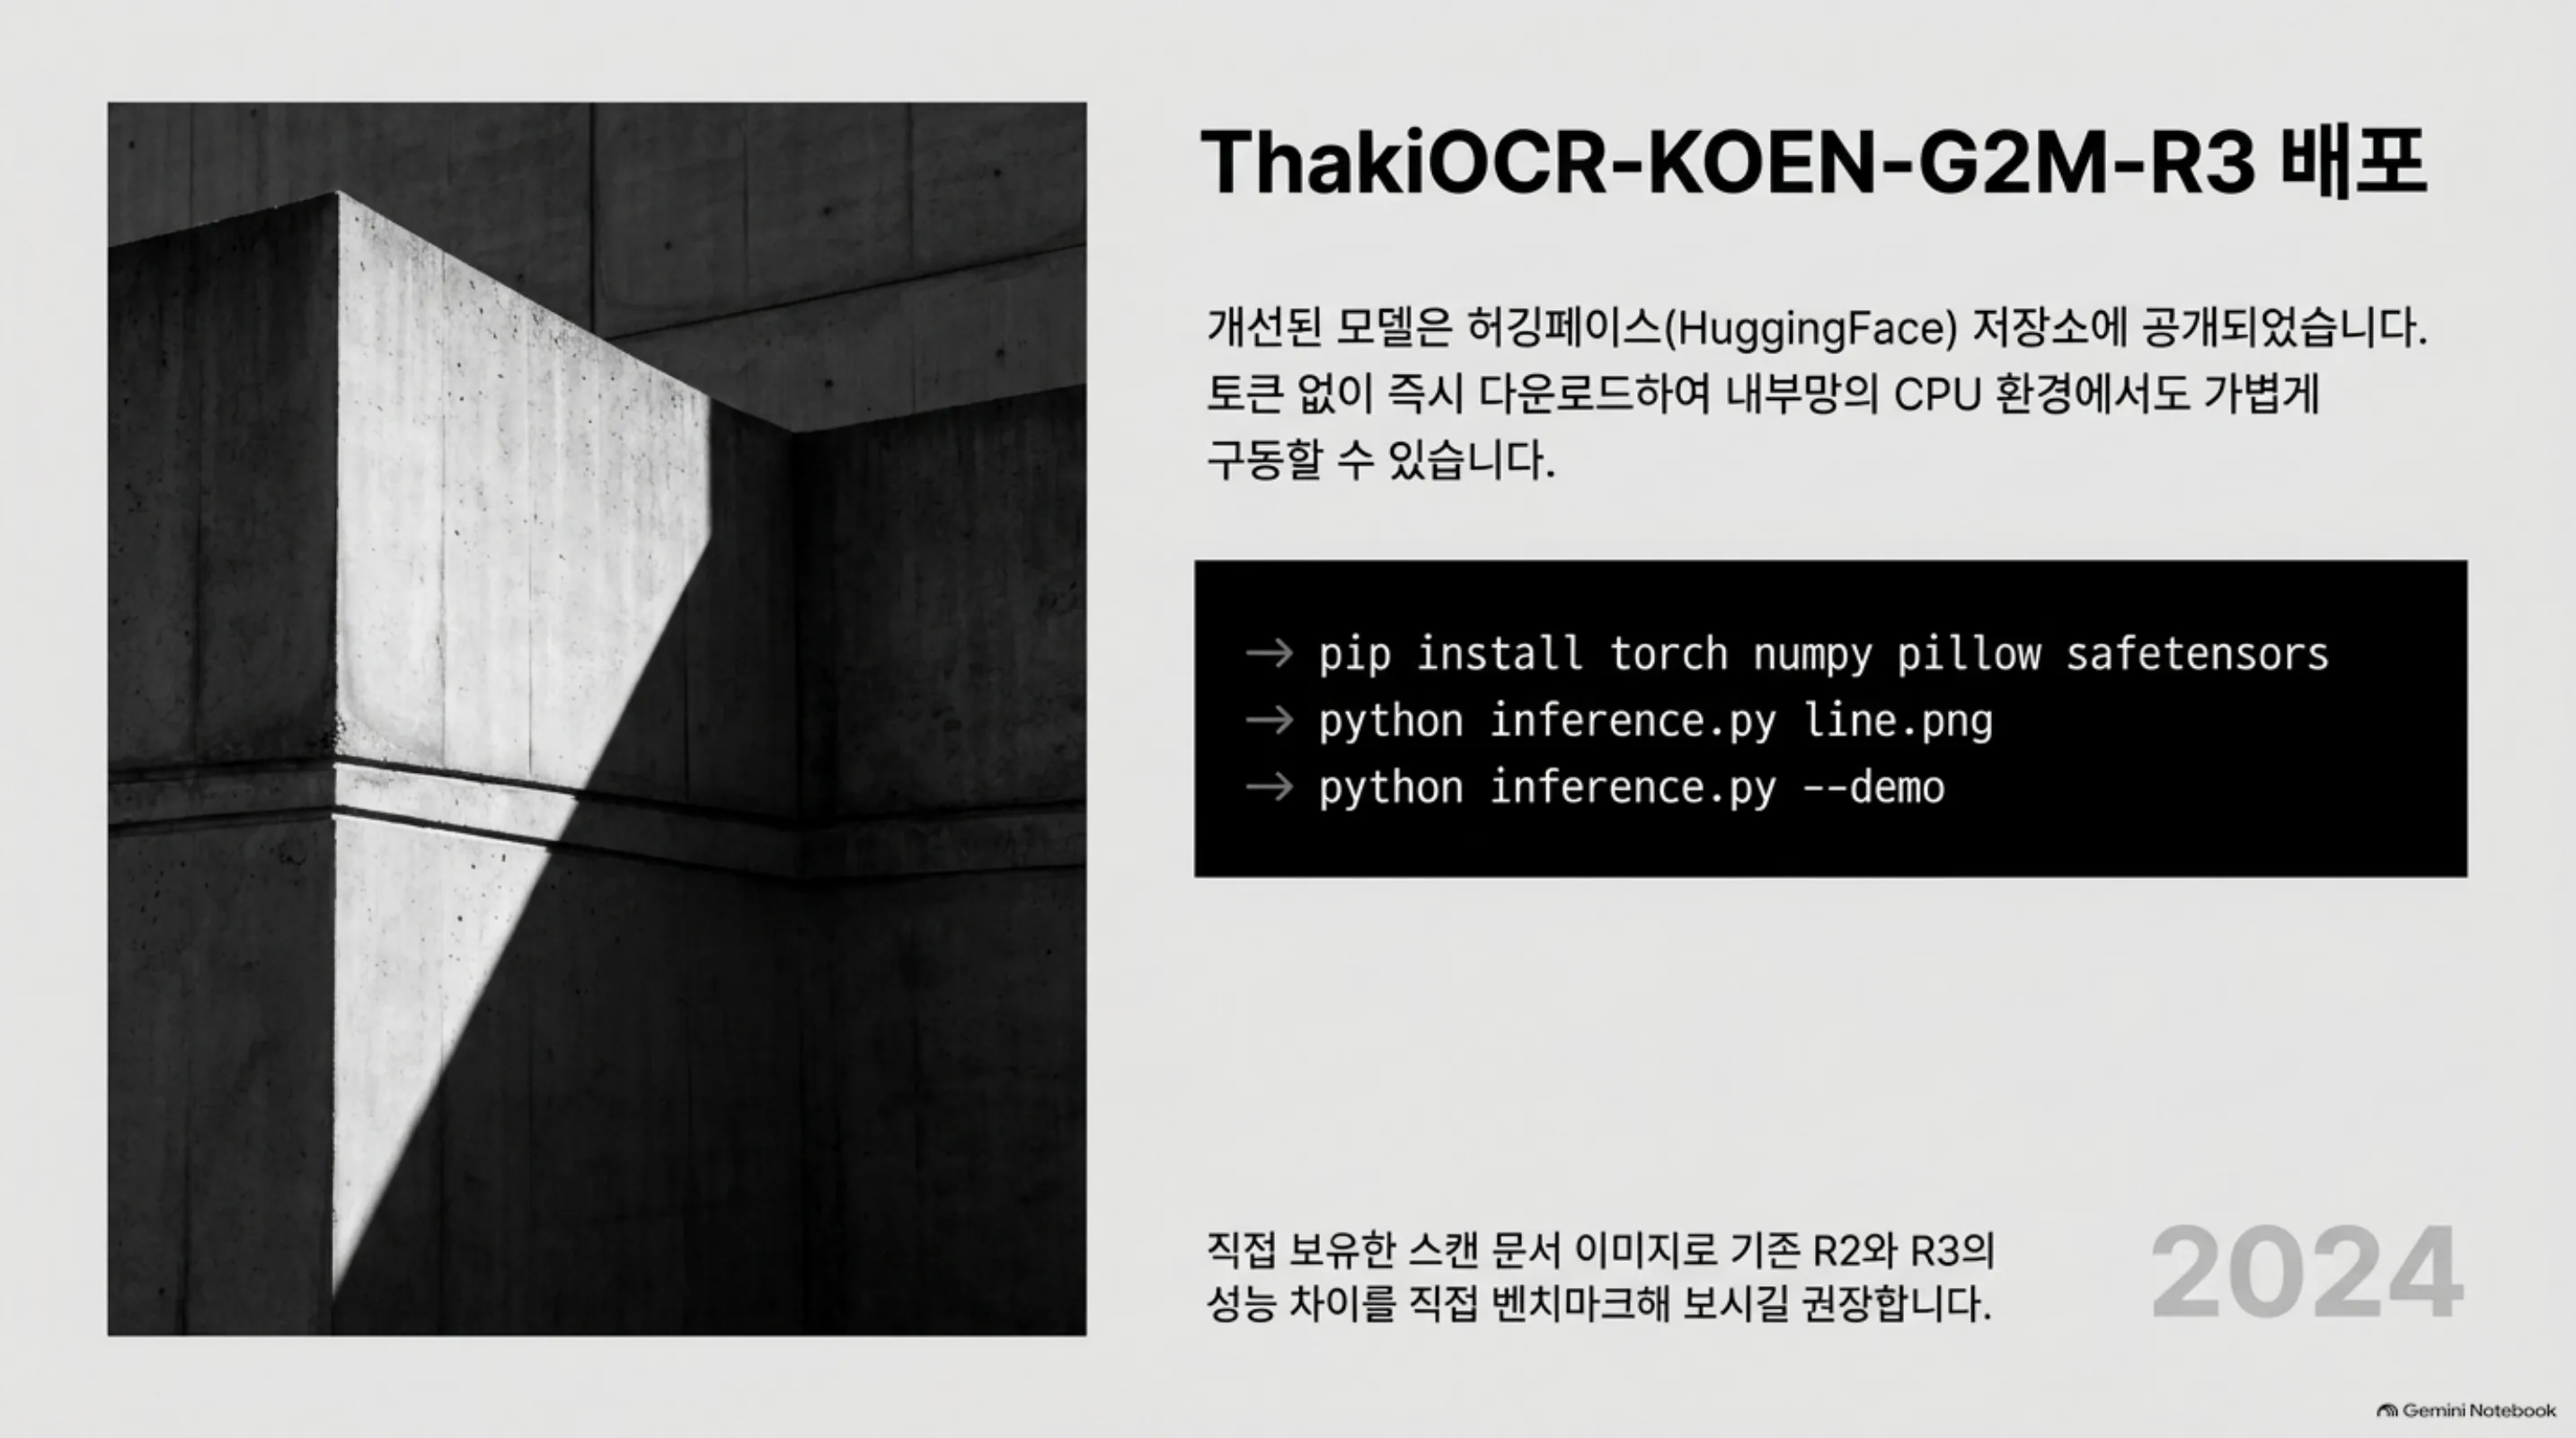 ThakiOCR-KOEN-G2M-R3 배포
개선된 모델은 허깅페이스(HuggingFace) 저장소에 공개되었습니다.
토큰 없이 즉시 다운로드하여 내부망의 CPU 환경에서도 가볍게
구동할 수 있습니다.
→ pip install torch numpy pillow safetensors
→ python inference.py line.png
→ python inference.py --demo
직접 보유한 스캔 문서 이미지로 기존 R2와 R3의
성능 차이를 직접 벤치마크해 보시길 권장합니다.
2024
Gemini Notebook